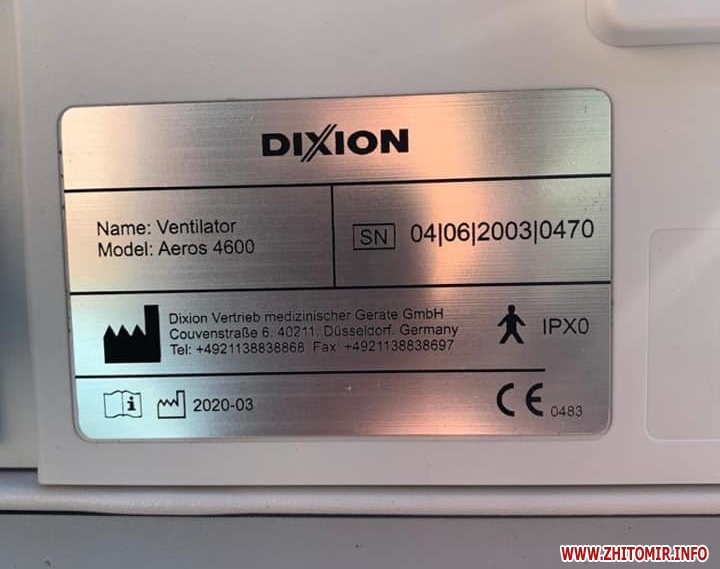 DIXION
Name: Ventilator
Model: Aeros 4600
SN 04|06|2003|0470
Dixion Vertrieb medizinischer Gerate GmbH
Couvenstraße 6, 40211, Düsseldorf, Germany
Tel: +4921138838868, Fax: +4921138838697
IPX0
i 2020-03
CE 0483
WWW.ZHITOMIR.INFO